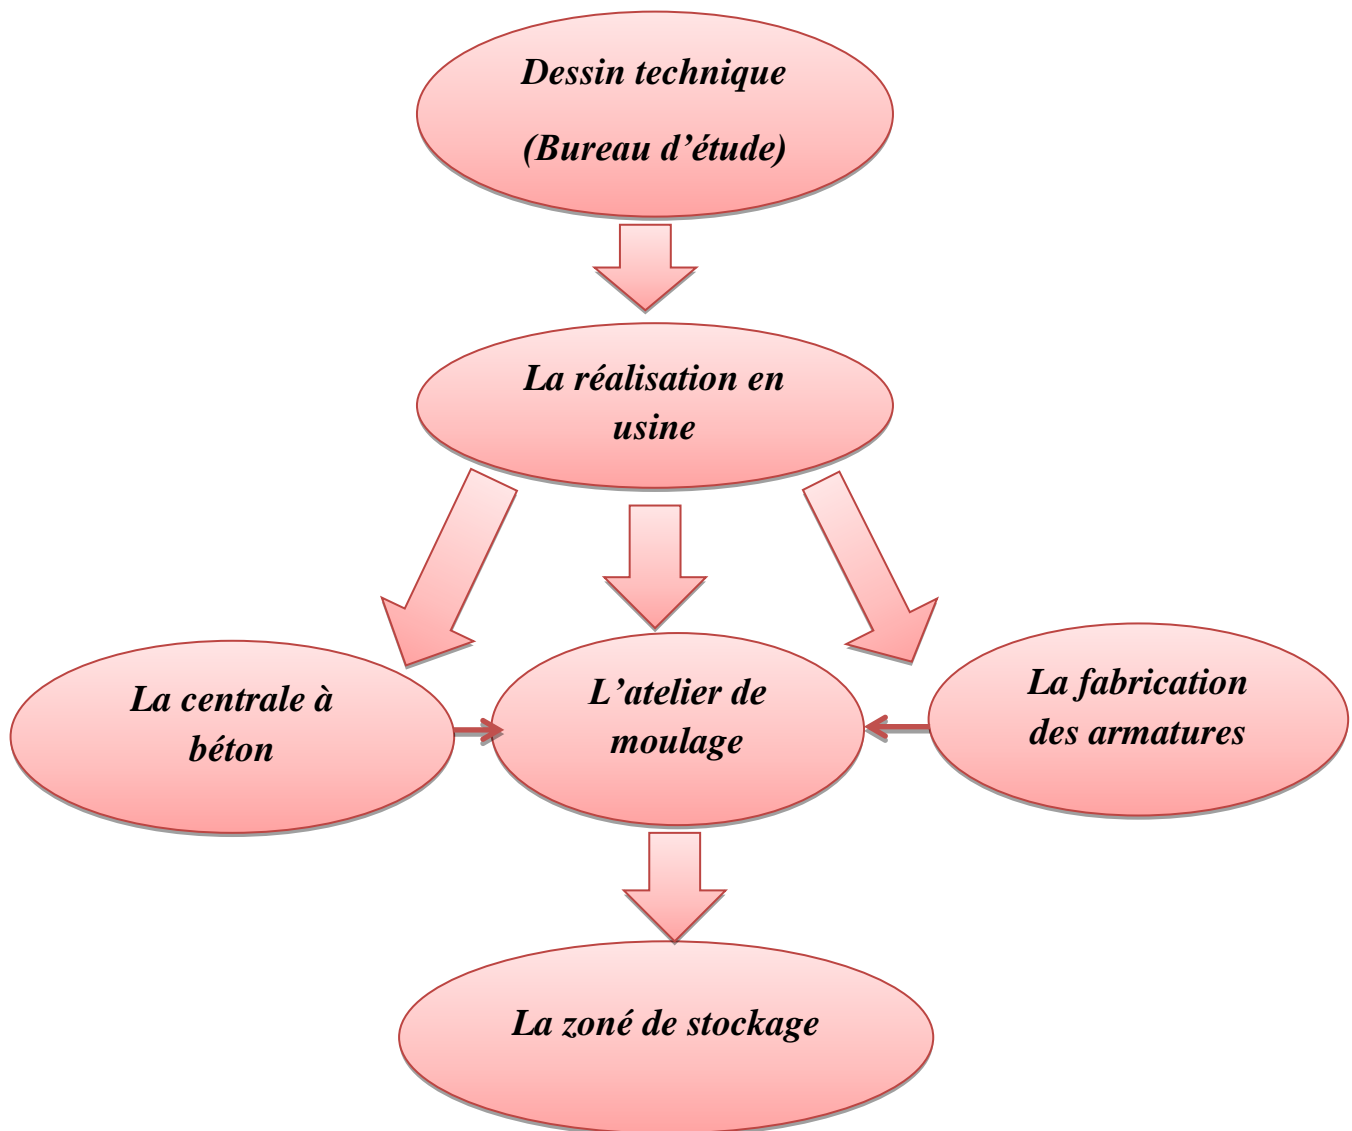 Dessin technique
(Bureau d’étude)
La réalisation en
usine
La centrale à
béton
L’atelier de
moulage
La fabrication
des armatures
La zoné de stockage